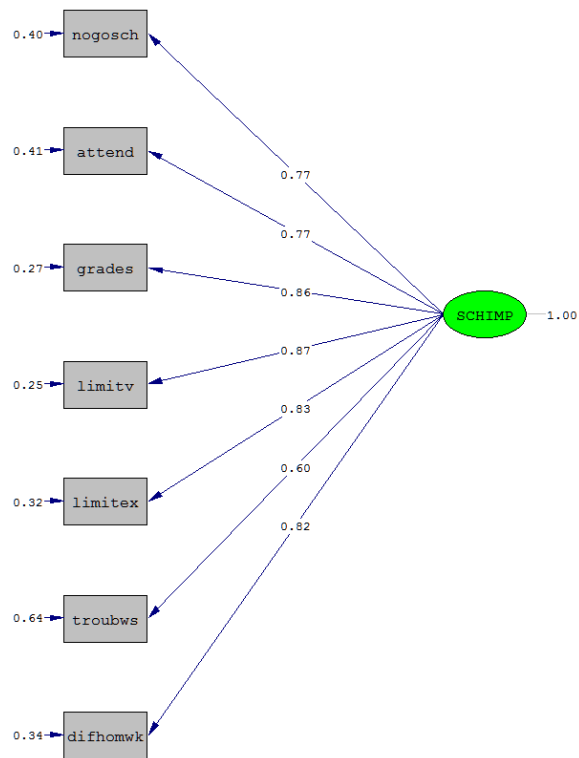 0.40 nogosch
0.77
0.41 attend
0.77
0.27 grades
0.86
SCHIMP 1.00
0.87
0.25 limitv
0.83
0.32 limitex
0.60
0.82
0.64 troubws
0.34 difhomwk